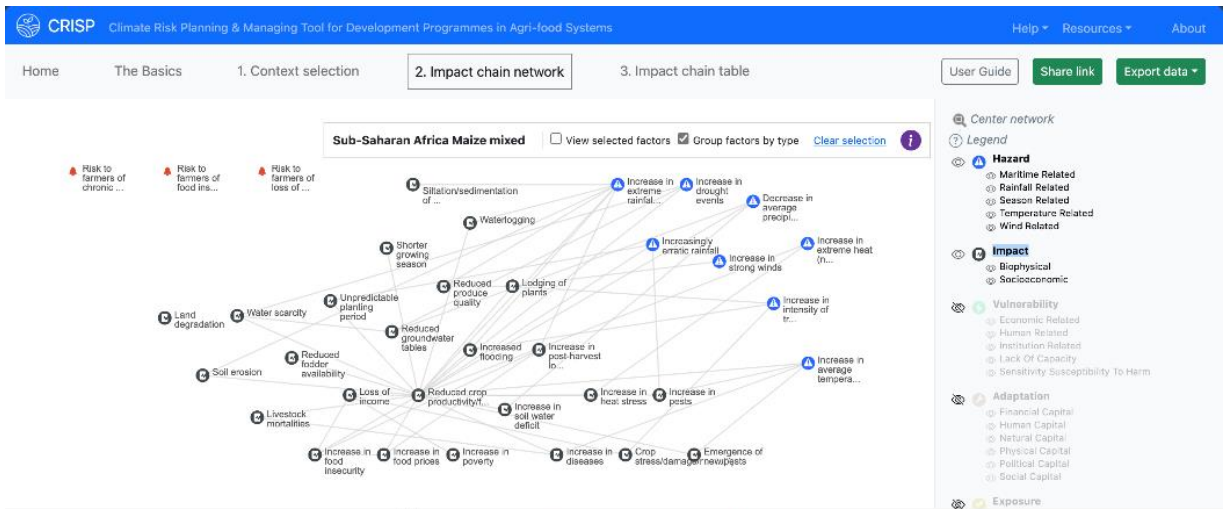 CRISP Climate Risk Planning & Managing Tool for Development Programmes in Agri-food Systems
Help Resources About
Home The Basics 1. Context selection 2. Impact chain network 3. Impact chain table
User Guide Share link Export data
Sub-Saharan Africa Maize mixed View selected factors Group factors by type Clear selection i
Risk to
farmers of
chronic ...
Risk to
farmers of
food ins...
Risk to
farmers of
loss of ...
Siltation/sedimentation
of ...
Increase in
extreme
rainfal...
Increase in
drought
events
Decrease in
average
precipi...
Waterlogging
Shorter
growing
season
Increasingly
erratic rainfall
Increase in
strong winds
Increase in
extreme heat
(n...
Reduced
produce
quality
Lodging of
plants
Unpredictable
planting
period
Increase in
intensity of
tr...
Land
degradation
Water scarcity
Reduced
groundwater
tables
Increased
flooding
Increase in
post-harvest
lo...
Reduced
fodder
availability
Soil erosion
Increase in
average
tempera...
Loss of
income
Reduced crop
productivity/f...
Increase in
soil water
deficit
Increase in
heat stress
Increase in
pests
Livestock
mortalities
Increase in
food
insecurity
Increase in
food prices
Increase in
poverty
Increase in
diseases
Crop
stress/damage
Emergence of
new pests
Center network
Legend
Hazard
Maritime Related
Rainfall Related
Season Related
Temperature Related
Wind Related
Impact
Biophysical
Socioeconomic
Vulnerability
Economic Related
Human Related
Institution Related
Lack Of Capacity
Sensitivity Susceptibility To Harm
Adaptation
Financial Capital
Human Capital
Natural Capital
Physical Capital
Political Capital
Social Capital
Exposure